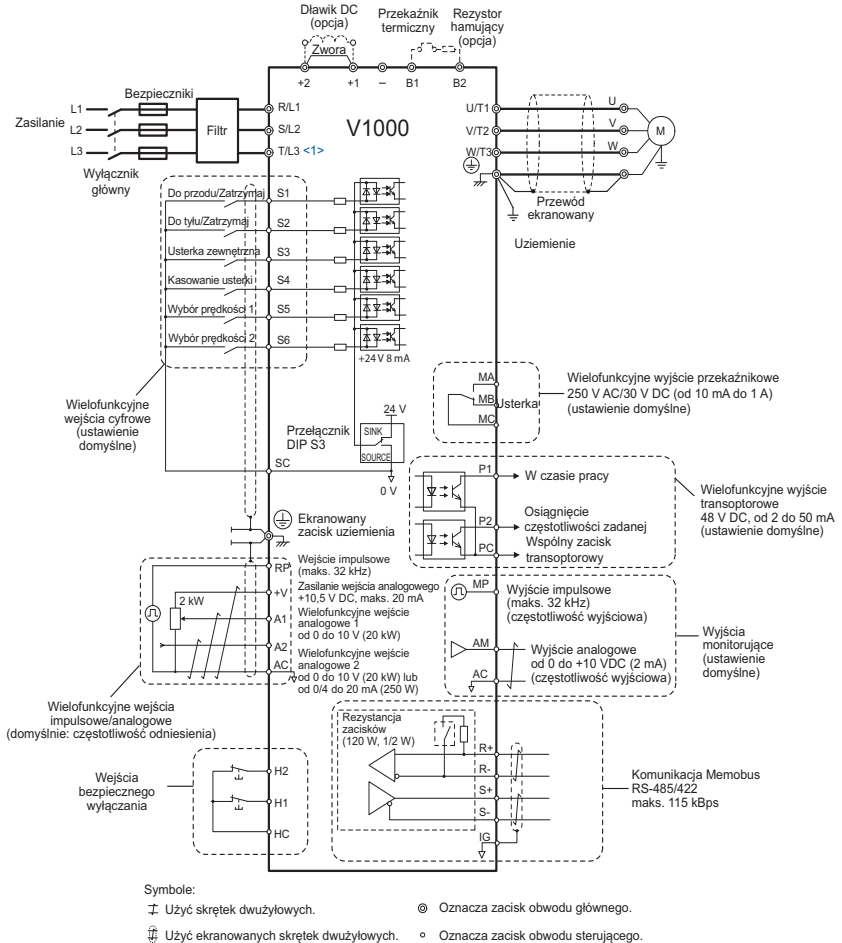 Dławik DC
(opcja)
Zwora
Przekaźnik
termiczny
Rezystor
hamujący
(opcja)
+2
+1
–
B1
B2
Bezpieczniki
Zasilanie
L1
L2
L3
Filtr
Wyłącznik
główny
R/L1
S/L2
T/L3 <1>
V1000
U/T1
V/T2
W/T3
U
V
W
M
Przewód
ekranowany
Uziemienie
Do przodu/Zatrzymaj
S1
Do tyłu/Zatrzymaj
S2
Usterka zewnętrzna
S3
Kasowanie usterki
S4
Wybór prędkości 1
S5
Wybór prędkości 2
S6
+24 V 8 mA
Wielofunkcyjne
wejścia cyfrowe
(ustawienie
domyślne)
Przełącznik
DIP S3
24 V
SINK
SOURCE
0 V
SC
MA
MB
MC
Usterka
Wielofunkcyjne wyjście przekaźnikowe
250 V AC/30 V DC (od 10 mA do 1 A)
(ustawienie domyślne)
P1
W czasie pracy
P2
Osiągnięcie
częstotliwości zadanej
PC
Wspólny zacisk
transoptorowy
Wielofunkcyjne wyjście
transoptorowe
48 V DC, od 2 do 50 mA
(ustawienie domyślne)
Ekranowany
zacisk uziemienia
RP
Wejście impulsowe
(maks. 32 kHz)
+V
Zasilanie wejścia analogowego
+10,5 V DC, maks. 20 mA
2 kW
A1
Wielofunkcyjne wejście
analogowe 1
od 0 do 10 V (20 kW)
A2
Wielofunkcyjne wejście
analogowe 2
od 0 do 10 V (20 kW) lub
od 0/4 do 20 mA (250 W)
AC
Wielofunkcyjne wejścia
impulsowe/analogowe
(domyślnie: częstotliwość odniesienia)
MP
Wyjście impulsowe
(maks. 32 kHz)
(częstotliwość wyjściowa)
AM
Wyjście analogowe
od 0 do +10 VDC (2 mA)
(częstotliwość wyjściowa)
AC
Wyjścia
monitorujące
(ustawienie
domyślne)
Wejścia
bezpiecznego
wyłączania
H2
H1
HC
Rezystancja
zacisków
(120 W, 1/2 W)
R+
R-
S+
S-
IG
Komunikacja Memobus
RS-485/422
maks. 115 kBps
Symbole:
Użyć skrętek dwużyłowych.
Oznacza zacisk obwodu głównego.
Użyć ekranowanych skrętek dwużyłowych.
Oznacza zacisk obwodu sterującego.